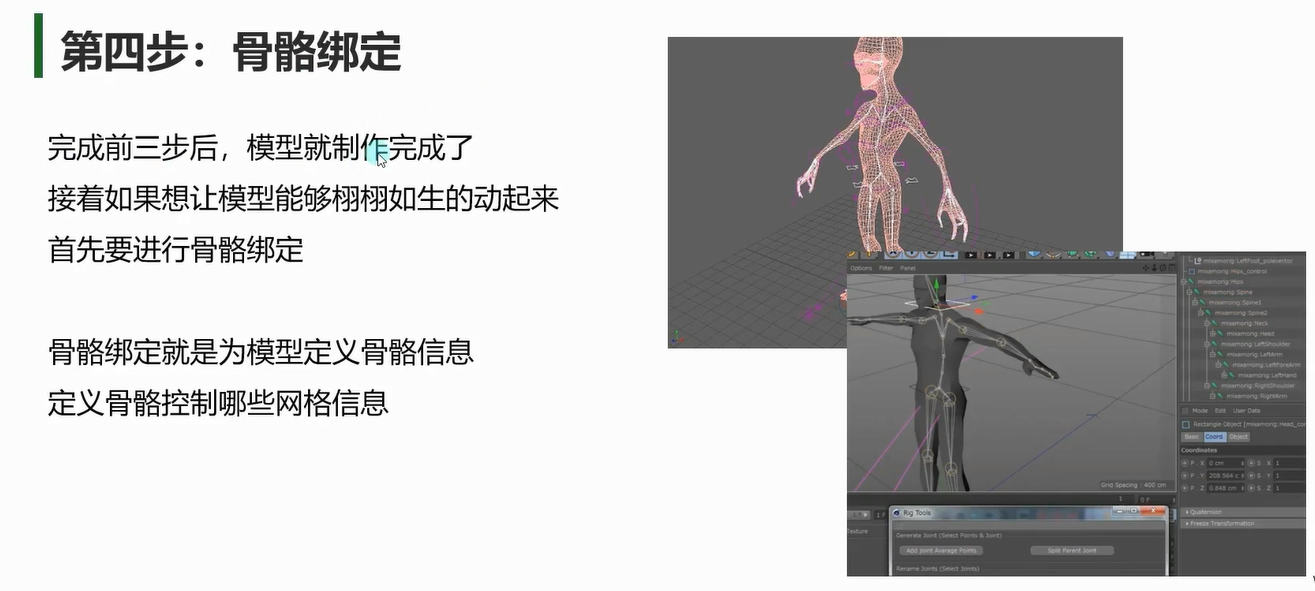 第四步：骨骼绑定
完成前三步后，模型就制作完成了
接着如果想让模型能够栩栩如生的动起来
首先要进行骨骼绑定
骨骼绑定就是为模型定义骨骼信息
定义骨骼控制哪些网格信息
Options Filter Panel
mixamorig:LeftFoot_polevector
mixamorig:Hips_control
mixamorig:Hips
mixamorig:Spine
mixamorig:Spine1
mixamorig:Spine2
mixamorig:Neck
mixamorig:Head
mixamorig:LeftShoulder
mixamorig:LeftArm
mixamorig:LeftForeArm
mixamorig:LeftHand
mixamorig:RightShoulder
mixamorig:RightArm
Mode Edit User Data
Rectangle Object [mixamorig:Head_co
Basic Coord. Object
Coordinates
P . X 0 cm S . X 1
P . Y 208.564 c S . Y 1
P . Z 0.848 cm S . Z 1
Quaternion
Freeze Transformation
Grid Spacing : 400 cm
1 0 F
Texture
Rig Tools
Generate Joint (Select Points & Joint)
Add Joint Avarage Points Split Parent Joint
Rename Joints (Select Joints)